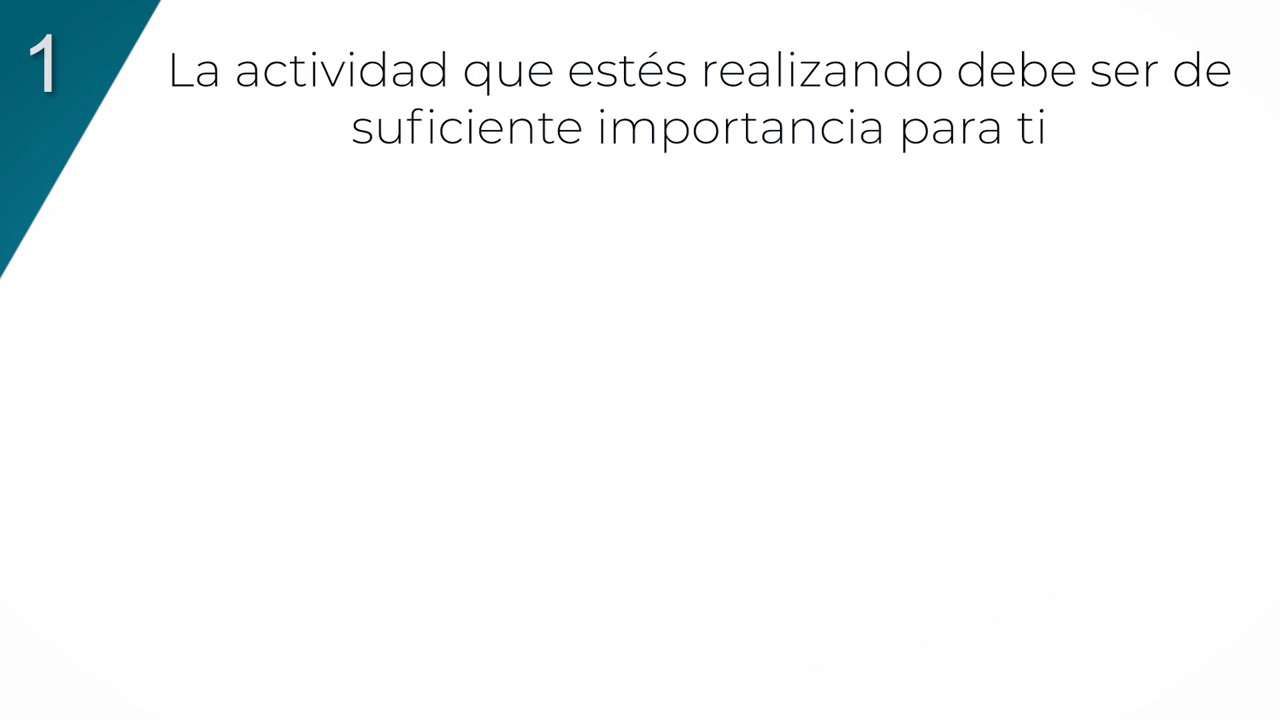 1
La actividad que estés realizando debe ser de
suficiente importancia para ti